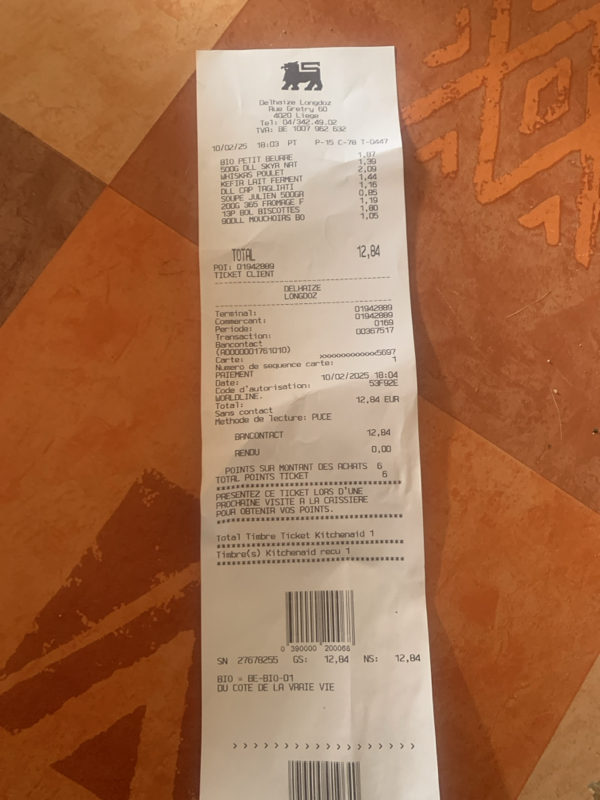 Delhaize Longdoz
Rue Gretry 60
4020 Liege
Tel: 04/342.49.02
TVA: BE 1007 962 632
10/02/25 18:03 PT P-15 C-78 T-0447
BIO PETIT BEURRE 1,87
500G DLL SKYR NAT 1,39
WHISKAS POULET 2,09
KEFIR LAIT FERMENT 1,44
DLL CAP TAGLIATI 1,16
SOUPE JULIEN 500GR 0,85
200G 365 FROMAGE F 1,19
13P BOL BISCOTTES 1,80
90DLL MOUCHOIRS BO 1,05
TOTAL 12,84
POI: 01942889
TICKET CLIENT
DELHAIZE
LONGDOZ
Terminal: 01942889
Commercant: 01942889
Periode: 0169
Transaction: 00367517
Bancontact
(A0000001761010)
Carte: xxxxxxxxxxxx5697
Numero de sequence carte: 1
PAIEMENT
Date: 10/02/2025 18:04
Code d'autorisation: 53F92E
WORLDLINE.
Total: 12,84 EUR
Sans contact
Methode de lecture: PUCE
BANCONTACT 12,84
RENDU 0,00
POINTS SUR MONTANT DES ACHATS 6
TOTAL POINTS TICKET 6
****************************************
PRESENTEZ CE TICKET LORS D'UNE
PROCHAINE VISITE A LA CAISSIERE
POUR OBTENIR VOS POINTS.
****************************************
Total Timbre Ticket Kitchenaid 1
****************************************
Timbre(s) Kitchenaid recu 1
****************************************
0 390000 200068
SN 27678255 GS: 12,84 NS: 12,84
BIO = BE-BIO-01
DU COTE DE LA VRAIE VIE
> > > > > > > > > > > > > > > >